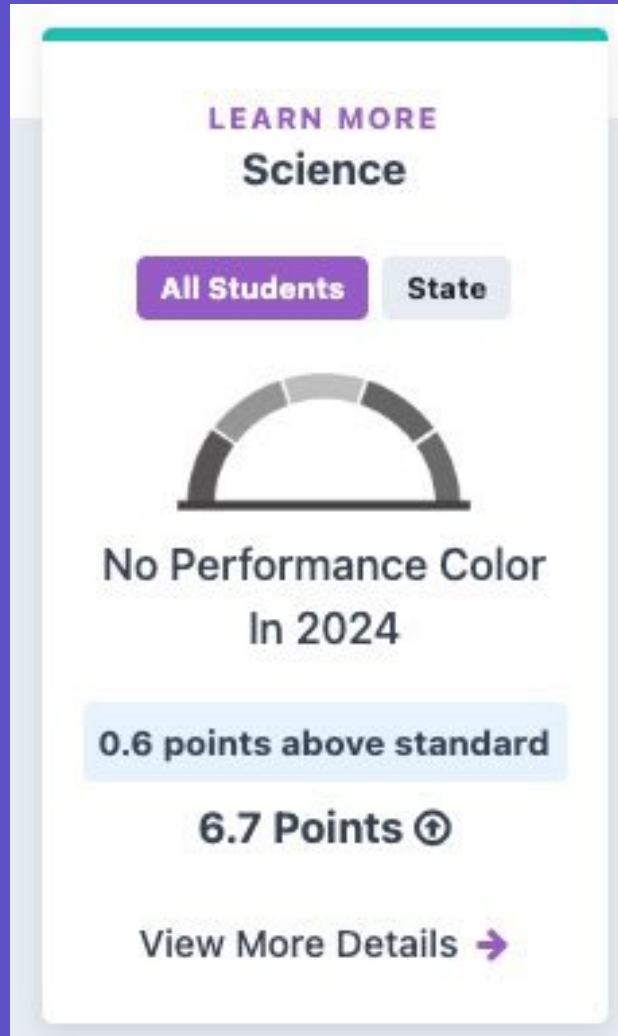 LEARN MORE
Science
All Students State
No Performance Color
In 2024
0.6 points above standard
6.7 Points
View More Details